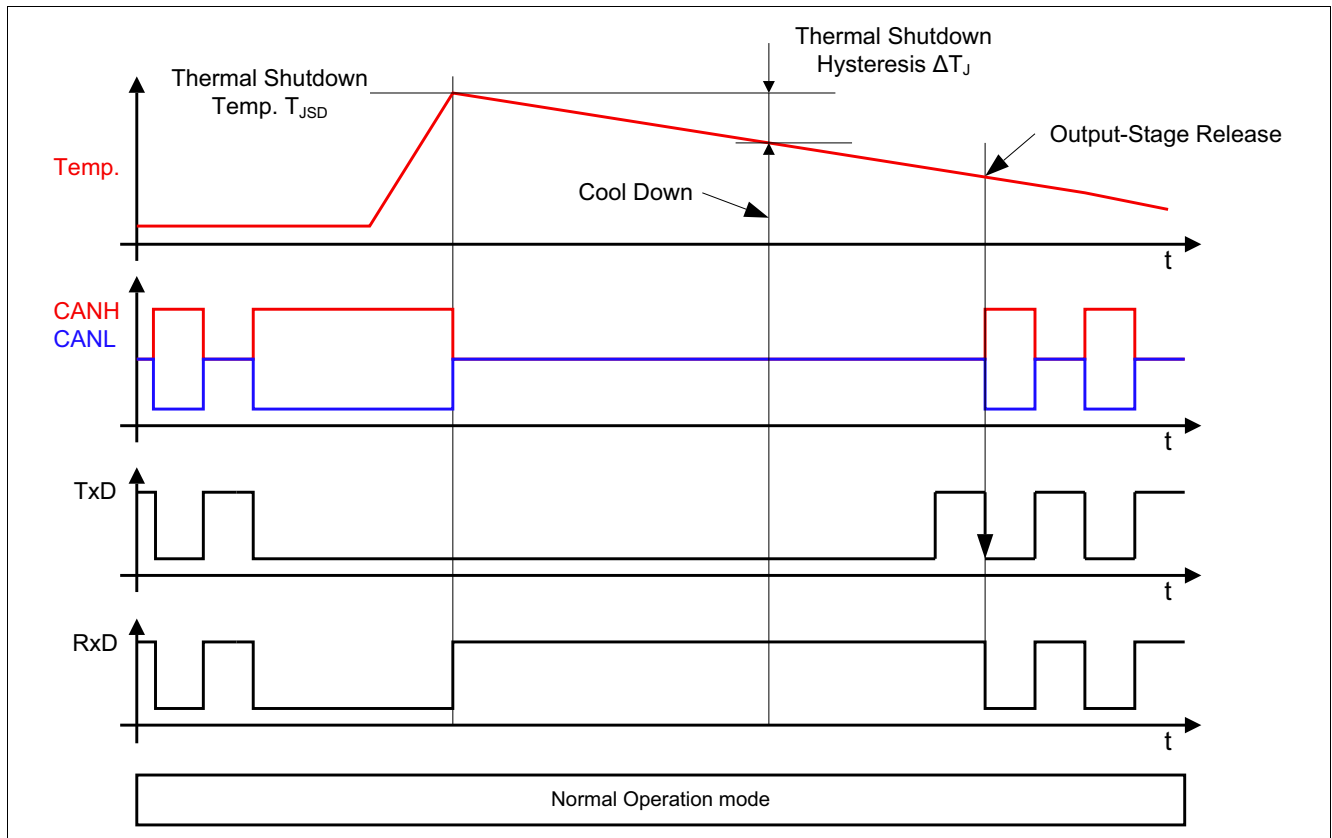 Thermal Shutdown
Hysteresis ΔTJ
Thermal Shutdown
Temp. TJSD
Output-Stage Release
Temp.
Cool Down
t
CANH
CANL
t
TxD
t
RxD
t
Normal Operation mode